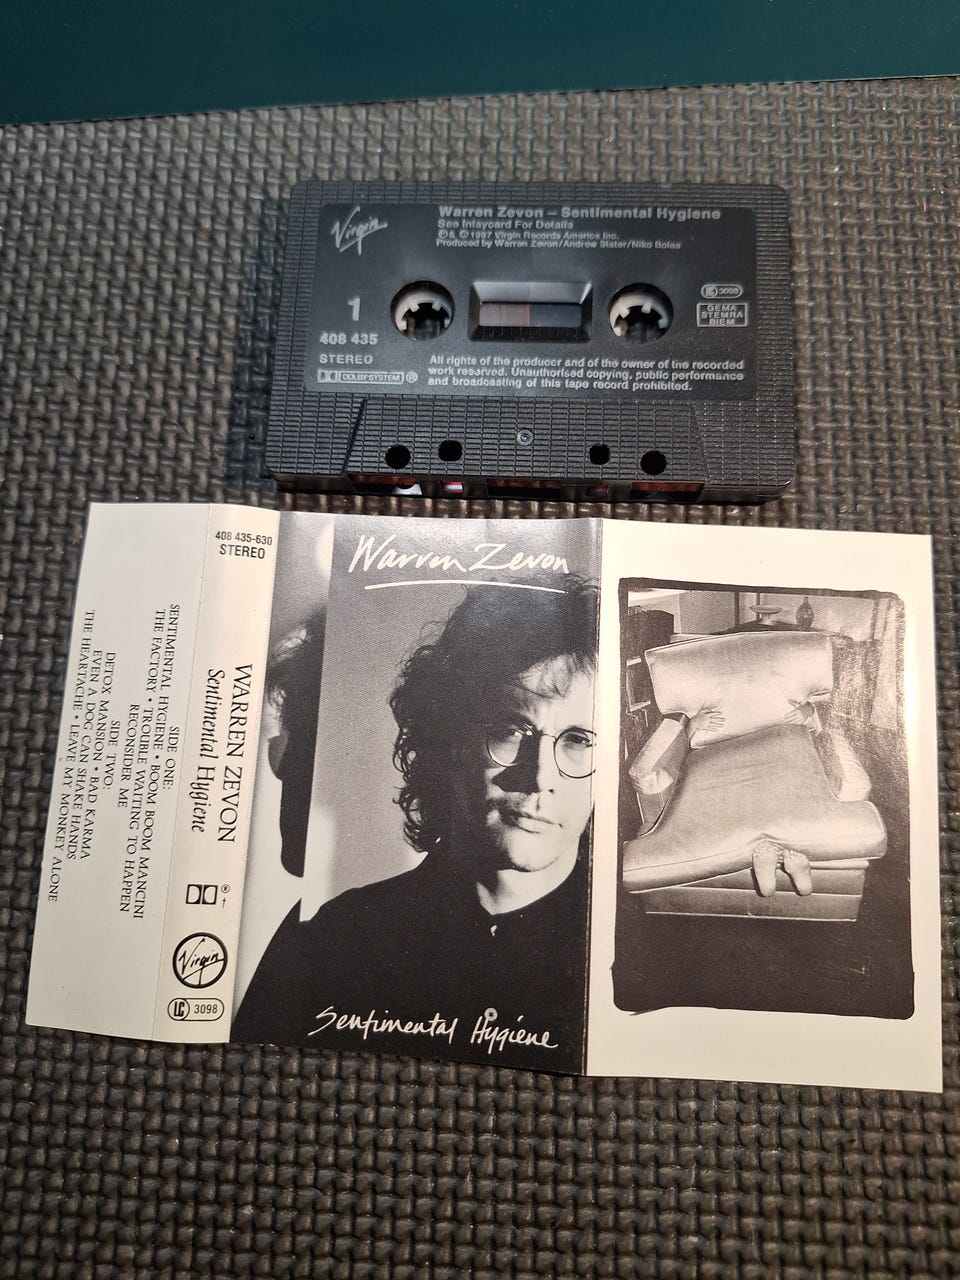 Virgin
Warren Zevon – Sentimental Hygiene
See Inlaycard For Details
Ⓟ & © 1987 Virgin Records America Inc.
Produced by Warren Zevon/Andrew Slater/Niko Bolas
1
408 435
STEREO
DOLBY SYSTEM ®
LC 3098
GEMA
STEMRA
BIEM
All rights of the producer and of the owner of the recorded
work reserved. Unauthorised copying, public performance
and broadcasting of this tape record prohibited.
SIDE ONE:
SENTIMENTAL HYGIENE • BOOM BOOM MANCINI
THE FACTORY • TROUBLE WAITING TO HAPPEN
RECONSIDER ME
SIDE TWO:
DETOX MANSION • BAD KARMA
EVEN A DOG CAN SHAKE HANDS
THE HEARTACHE • LEAVE MY MONKEY ALONE
408 435-630
STEREO
WARREN ZEVON
Sentimental Hygiene
® †
Virgin
LC 3098
Warren Zevon
Sentimental Hygiene